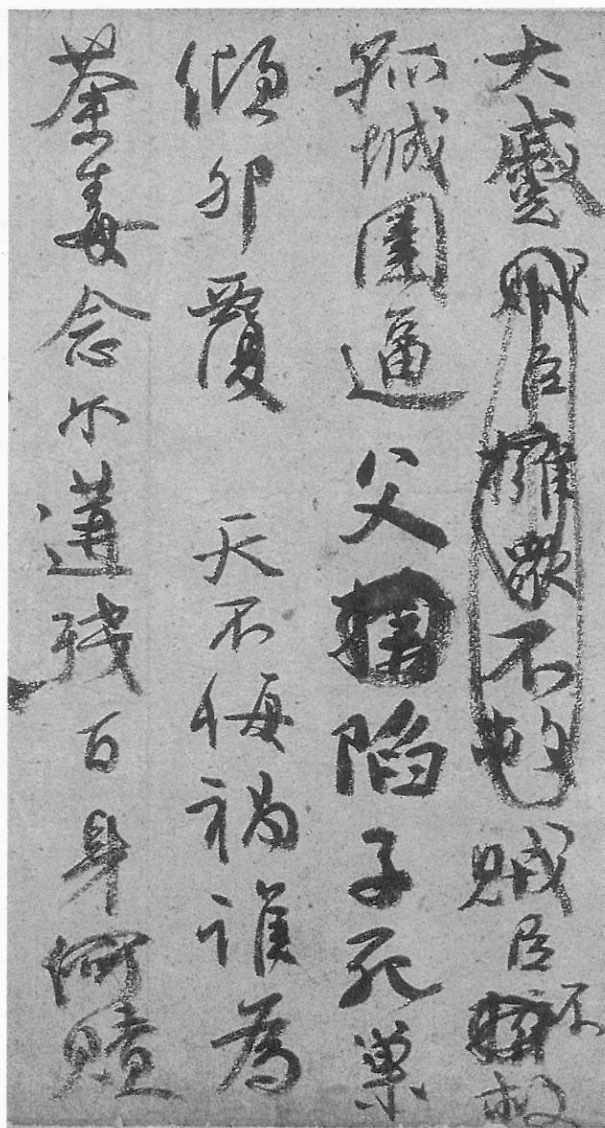 大蹙賊臣擁衆不救賊臣不救
孤城圍逼父陷子死巢
傾卵覆 天不悔禍誰為
荼毒念尔遘殘百身何贖